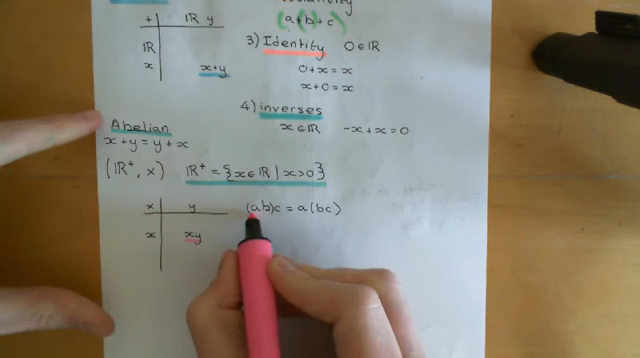 + | ℝ y
ℝ
x
x+y
(a+b+c)
3) Identity 0∈ℝ
0+x=x
x+0=x
4) inverses
x∈ℝ -x+x=0
Abelian
x+y=y+x
(ℝ⁺, ×) ℝ⁺={x∈ℝ|x>0}
× | y
x | xy
(ab)c=a(bc)